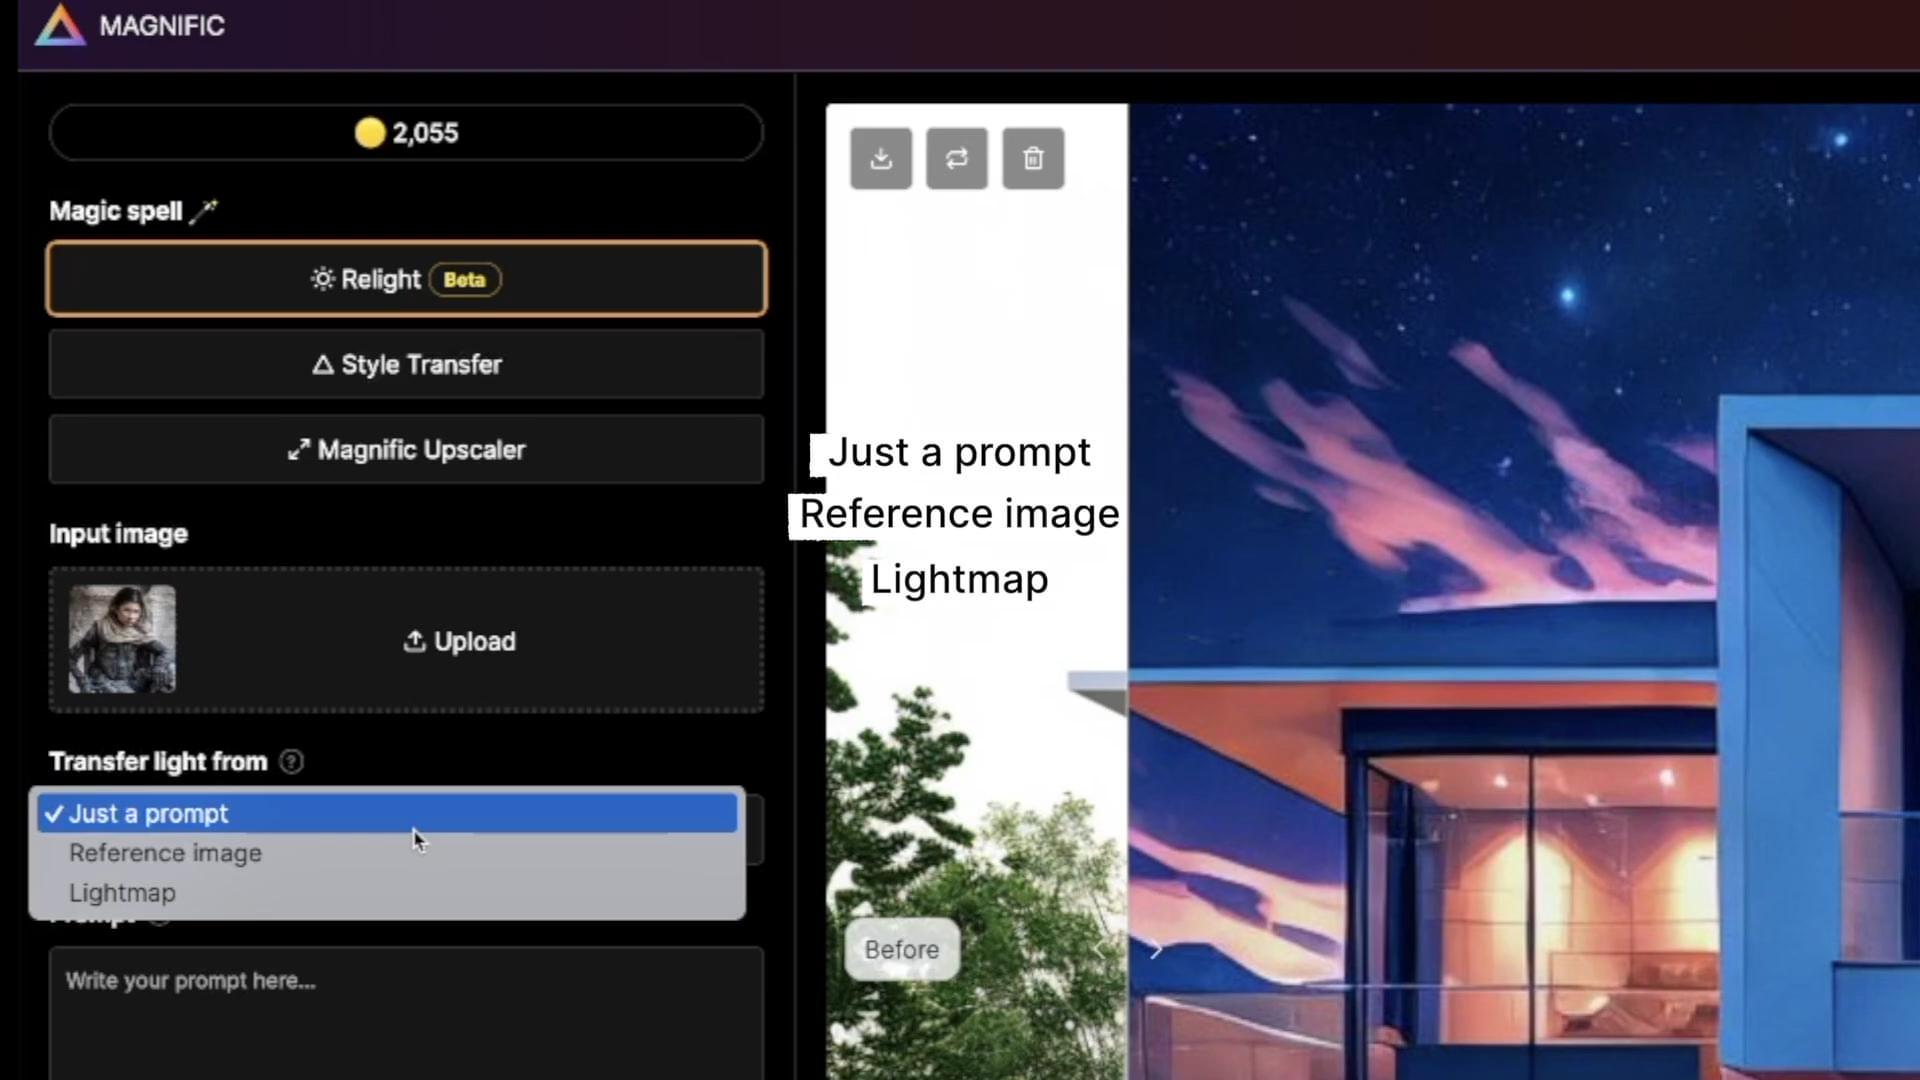 MAGNIFIC
2,055
Magic spell
Relight Beta
Style Transfer
Magnific Upscaler
Input image
Upload
Transfer light from
Just a prompt
Reference image
Lightmap
Prompt
Write your prompt here...
Just a prompt
Reference image
Lightmap
Before